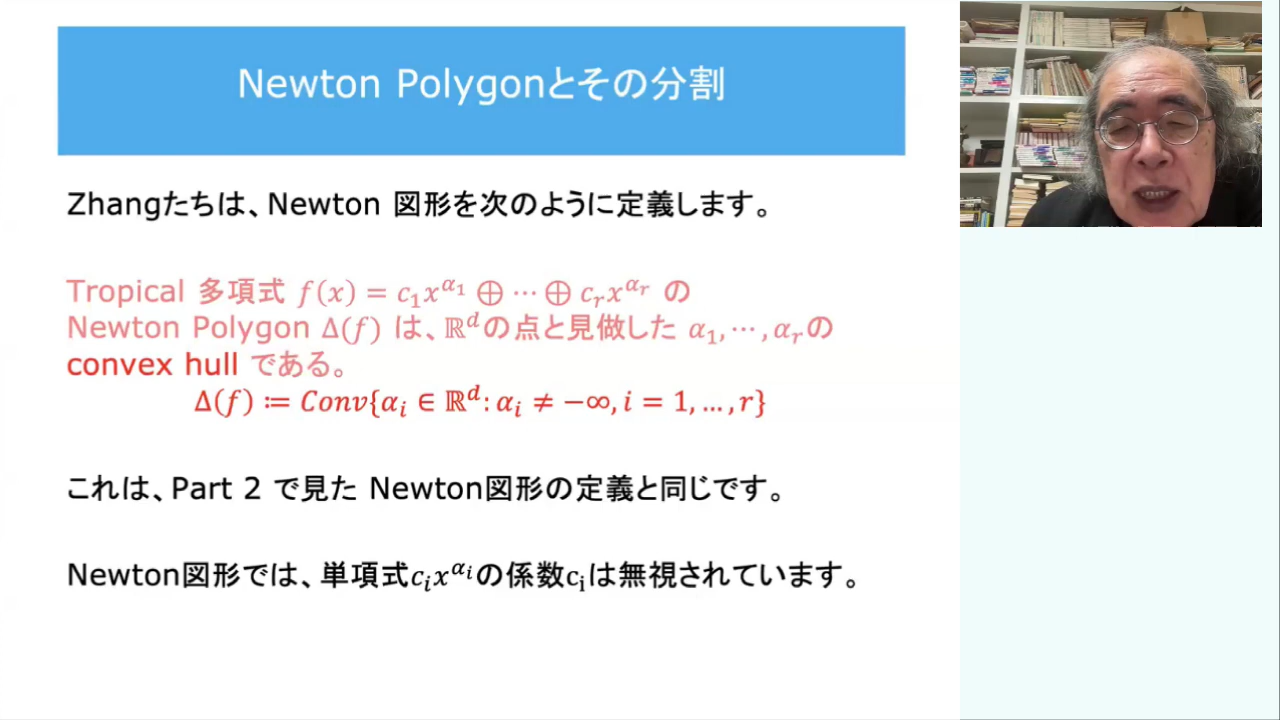 Newton Polygonとその分割
Zhangたちは、Newton 図形を次のように定義します。
Tropical 多項式 f(x) = c₁x^{α₁} ⊕ ⋯ ⊕ c_r x^{α_r} の
Newton Polygon Δ(f) は、ℝ^dの点と見做した α₁, ⋯, α_rの
convex hull である。
Δ(f) ≔ Conv{α_i ∈ ℝ^d: α_i ≠ −∞, i = 1, …, r}
これは、Part 2 で見た Newton図形の定義と同じです。
Newton図形では、単項式c_i x^{α_i}の係数c_iは無視されています。